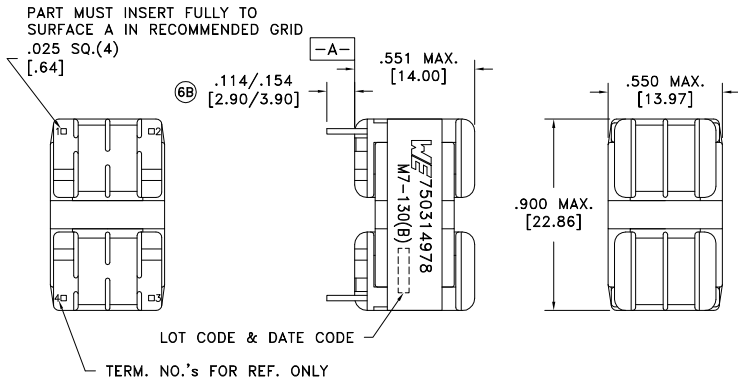 PART MUST INSERT FULLY TO
SURFACE A IN RECOMMENDED GRID
.025 SQ.(4)
[.64]
-A-
6B
.114/.154
[2.90/3.90]
.551 MAX.
[14.00]
.550 MAX.
[13.97]
1
2
4
3
WE 750314978
M7-130(B)
.900 MAX.
[22.86]
LOT CODE & DATE CODE
TERM. NO.'s FOR REF. ONLY